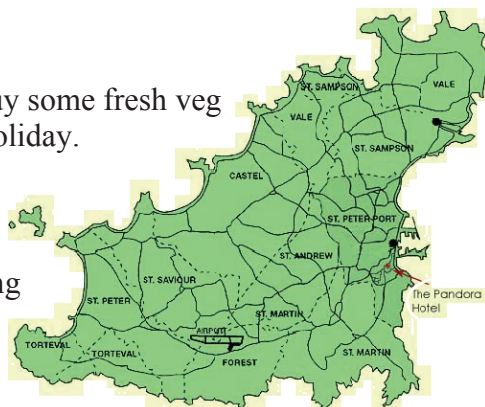 uy some fresh veg
oliday.
ng
ST. SAMPSON
VALE
VALE
ST. SAMPSON
CASTEL
ST. PETER-PORT
ST. ANDREW
ST. SAVIOUR
ST. PETER
ST. MARTIN
The Pandora
Hotel
AIRPORT
TORTEVAL
TORTEVAL
FOREST
ST. MARTIN